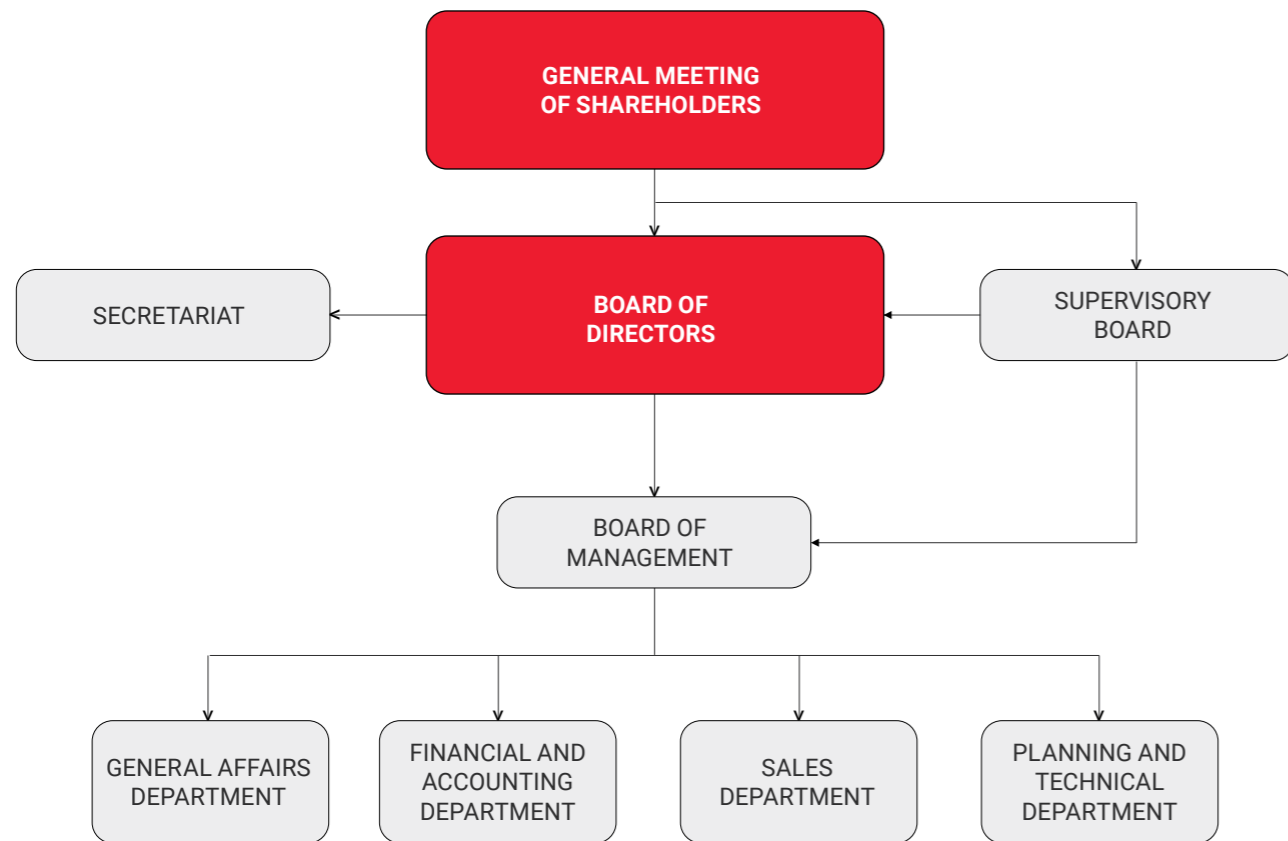 GENERAL MEETING
OF SHAREHOLDERS
BOARD OF
DIRECTORS
SECRETARIAT
SUPERVISORY
BOARD
BOARD OF
MANAGEMENT
GENERAL AFFAIRS
DEPARTMENT
FINANCIAL AND
ACCOUNTING
DEPARTMENT
SALES
DEPARTMENT
PLANNING AND
TECHNICAL
DEPARTMENT